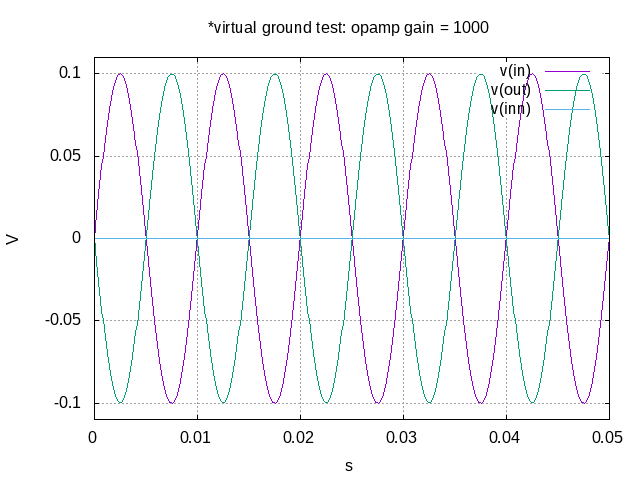 *virtual ground test: opamp gain = 1000
v(in)
v(out)
v(inn)
0.1
0.05
0
-0.05
-0.1
V
0
0.01
0.02
0.03
0.04
0.05
s